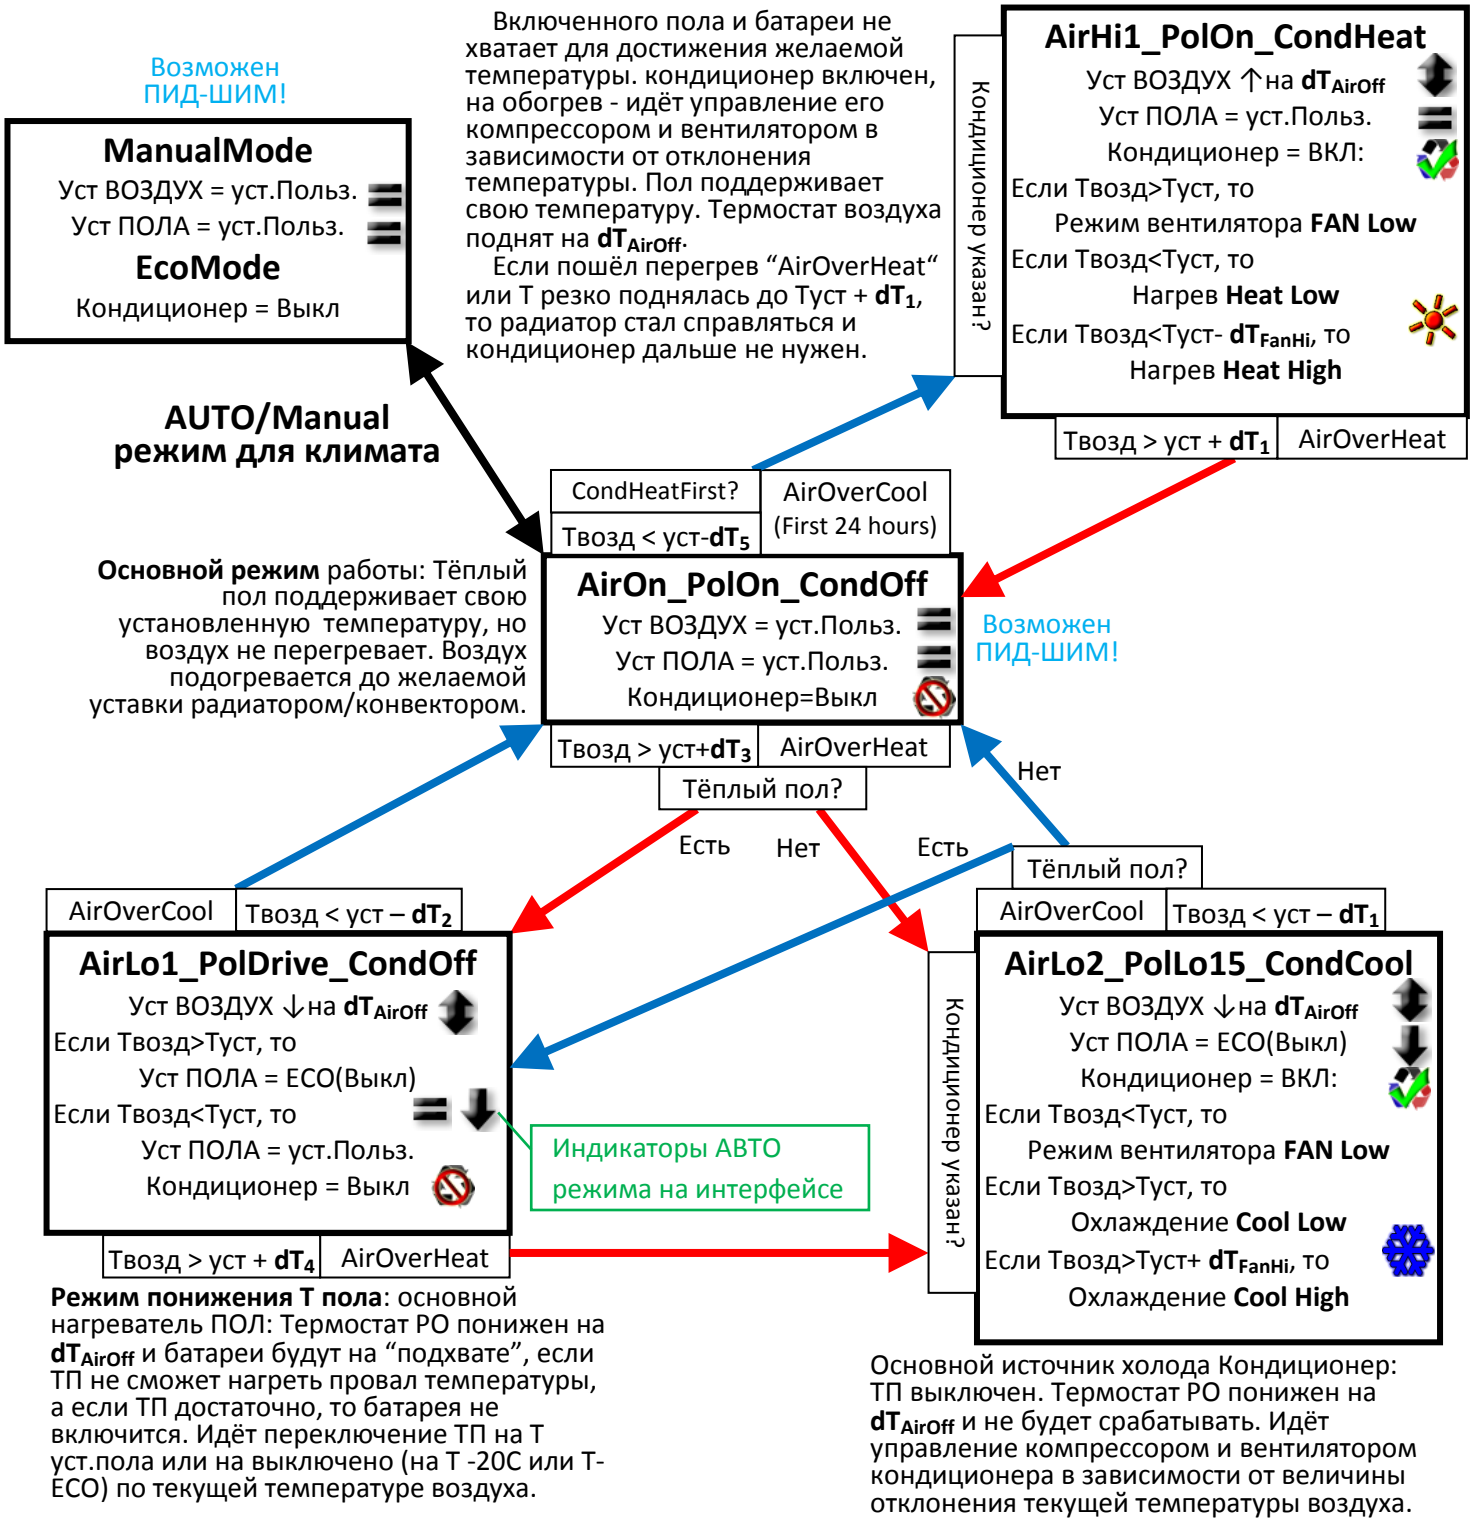 Возможен
ПИД-ШИМ!
ManualMode
Уст ВОЗДУХ = уст.Польз.
Уст ПОЛА = уст.Польз.
EcoMode
Кондиционер = Выкл
Включенного пола и батареи не
хватает для достижения желаемой
температуры. кондиционер включен,
на обогрев - идёт управление его
компрессором и вентилятором в
зависимости от отклонения
температуры. Пол поддерживает
свою температуру. Термостат воздуха
поднят на dTAirOff.
Если пошёл перегрев “AirOverHeat“
или Т резко поднялась до Туст + dT1,
то радиатор стал справляться и
кондиционер дальше не нужен.
Кондиционер указан?
AirHi1_PolOn_CondHeat
Уст ВОЗДУХ ↑на dTAirOff
Уст ПОЛА = уст.Польз.
Кондиционер = ВКЛ:
Если Твозд>Туст, то
Режим вентилятора FAN Low
Если Твозд<Туст, то
Нагрев Heat Low
Если Твозд<Туст- dTFanHi, то
Нагрев Heat High
Твозд > уст + dT1
AirOverHeat
AUTO/Manual
режим для климата
CondHeatFirst?
Твозд < уст-dT5
AirOverCool
(First 24 hours)
Основной режим работы: Тёплый
пол поддерживает свою
установленную температуру, но
воздух не перегревает. Воздух
подогревается до желаемой
уставки радиатором/конвектором.
AirOn_PolOn_CondOff
Уст ВОЗДУХ = уст.Польз.
Уст ПОЛА = уст.Польз.
Кондиционер=Выкл
Возможен
ПИД-ШИМ!
Твозд > уст+dT3
AirOverHeat
Тёплый пол?
Есть
Нет
Есть
Нет
Тёплый пол?
AirOverCool
Твозд < уст – dT2
AirLo1_PolDrive_CondOff
Уст ВОЗДУХ ↓на dTAirOff
Если Твозд>Туст, то
Уст ПОЛА = ECO(Выкл)
Если Твозд<Туст, то
Уст ПОЛА = уст.Польз.
Кондиционер = Выкл
Твозд > уст + dT4
AirOverHeat
Индикаторы АВТО
режима на интерфейсе
AirOverCool
Твозд < уст – dT1
Кондиционер указан?
AirLo2_PolLo15_CondCool
Уст ВОЗДУХ ↓на dTAirOff
Уст ПОЛА = ECO(Выкл)
Кондиционер = ВКЛ:
Если Твозд<Туст, то
Режим вентилятора FAN Low
Если Твозд>Туст, то
Охлаждение Cool Low
Если Твозд>Туст+ dTFanHi, то
Охлаждение Cool High
Режим понижения Т пола: основной
нагреватель ПОЛ: Термостат РО понижен на
dTAirOff и батареи будут на “подхвате”, если
ТП не сможет нагреть провал температуры,
а если ТП достаточно, то батарея не
включится. Идёт переключение ТП на Т
уст.пола или на выключено (на Т -20С или Т-
ECO) по текущей температуре воздуха.
Основной источник холода Кондиционер:
ТП выключен. Термостат РО понижен на
dTAirOff и не будет срабатывать. Идёт
управление компрессором и вентилятором
кондиционера в зависимости от величины
отклонения текущей температуры воздуха.